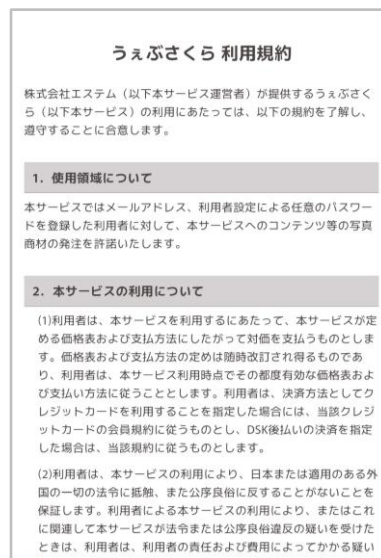 うぇぶさくら 利用規約
株式会社エステム（以下本サービス運営者）が提供するうぇぶさく
ら（以下本サービス）の利用にあたっては、以下の規約を了解し、
遵守することに合意します。
1. 使用領域について
本サービスではメールアドレス、利用者設定による任意のパスワー
ドを登録した利用者に対して、本サービスへのコンテンツ等の写真
商材の発注を許諾いたします。
2. 本サービスの利用について
(1)利用者は、本サービスを利用するにあたって、本サービスが定
める価格表および支払方法にしたがって対価を支払うものとしま
す。価格表および支払方法の定めは随時改訂され得るものであ
り、利用者は、本サービス利用時点でその都度有効な価格表およ
び支払い方法に従うこととします。利用者は、決済方法としてク
レジットカードを利用することを指定した場合には、当該クレジ
ットカードの会員規約に従うものとし、DSK後払いの決済を指定
した場合は、当該規約に従うものとします。
(2)利用者は、本サービスの利用により、日本または適用のある外
国の一切の法令に抵触、また公序良俗に反することがないことを
保証します。利用者による本サービスの利用により、またはこれ
に関連して本サービスが法令または公序良俗違反の疑いを受けた
ときは、利用者は、利用者の責任および費用によってかかる疑い